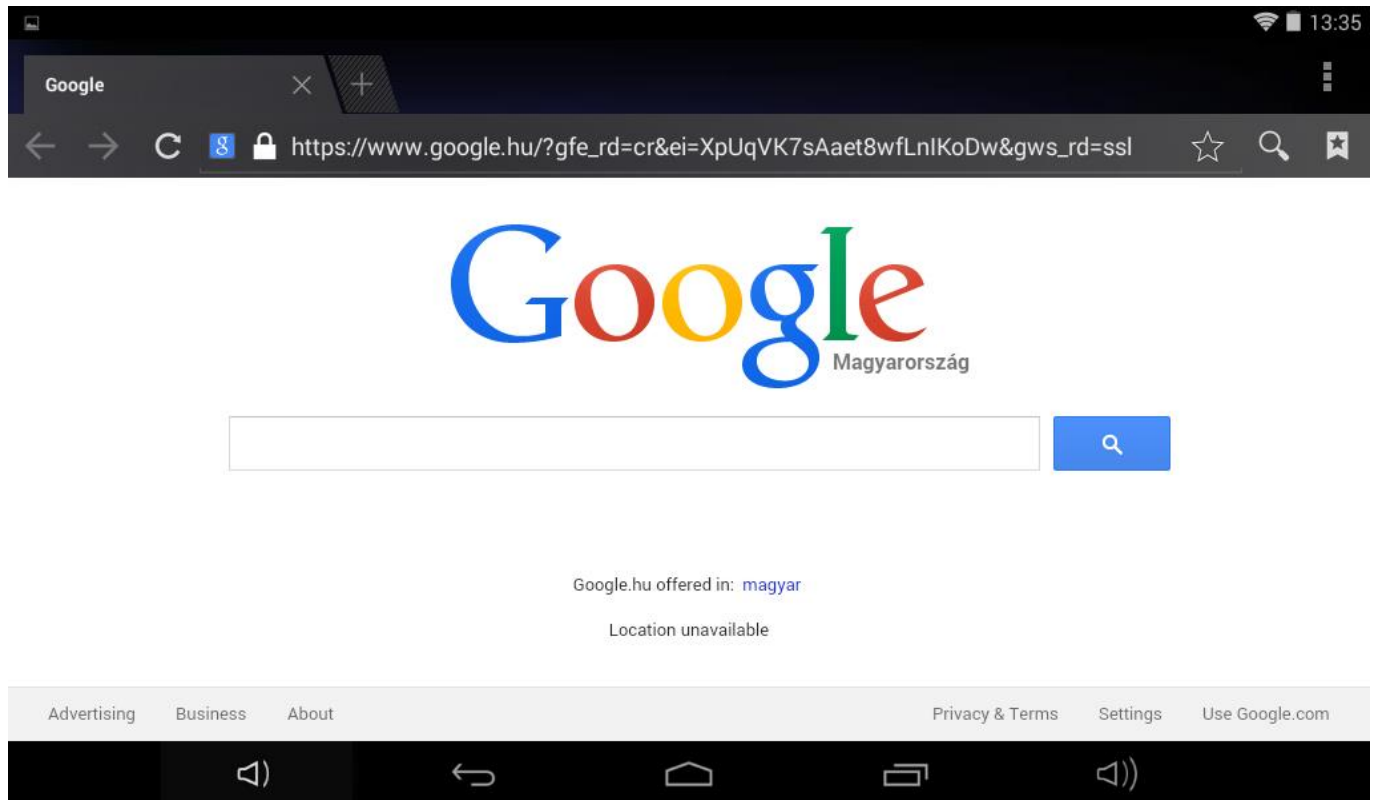 13:35
Google
https://www.google.hu/?gfe_rd=cr&ei=XpUqVK7sAaet8wfLnIKoDw&gws_rd=ssl
Google
Magyarország
Google.hu offered in: magyar
Location unavailable
Advertising Business About Privacy & Terms Settings Use Google.com